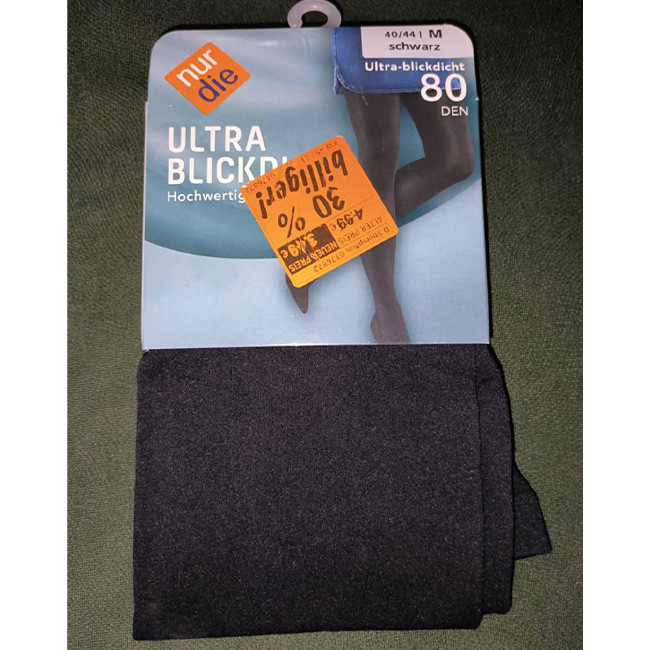 nur
die
40/44 | M
schwarz
Ultra-blickdicht
80
DEN
ULTRA
BLICKDI
Hochwertig
30 %
billiger!
ALTER PREIS
4.99 €
NEUER PREIS
3.49 €